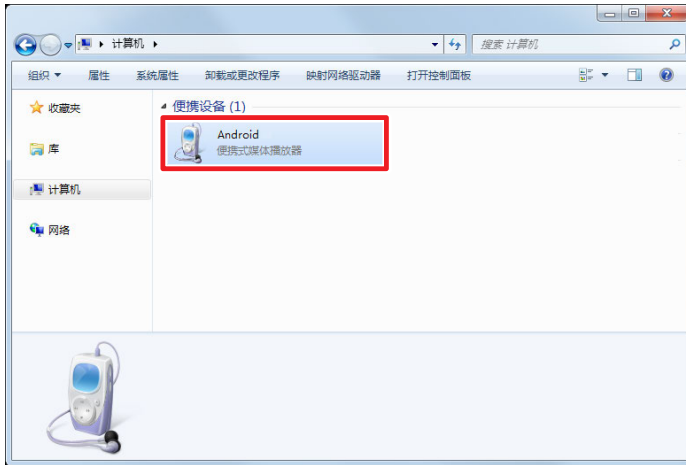 计算机
搜索 计算机
组织 属性 系统属性 卸载或更改程序 映射网络驱动器 打开控制面板
收藏夹
库
计算机
网络
便携设备 (1)
Android
便携式媒体播放器